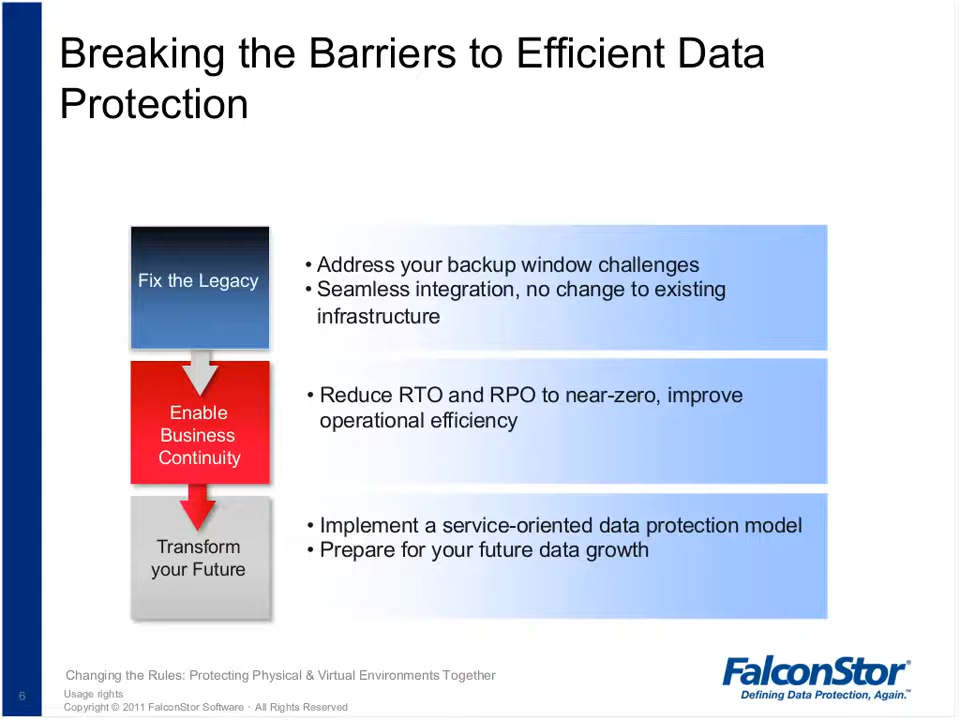 Breaking the Barriers to Efficient Data
Protection
Fix the Legacy
• Address your backup window challenges
• Seamless integration, no change to existing
infrastructure
Enable
Business
Continuity
• Reduce RTO and RPO to near-zero, improve
operational efficiency
Transform
your Future
• Implement a service-oriented data protection model
• Prepare for your future data growth
Changing the Rules: Protecting Physical & Virtual Environments Together
6
Usage rights
Copyright © 2011 FalconStor Software · All Rights Reserved
FalconStor®
Defining Data Protection, Again.™